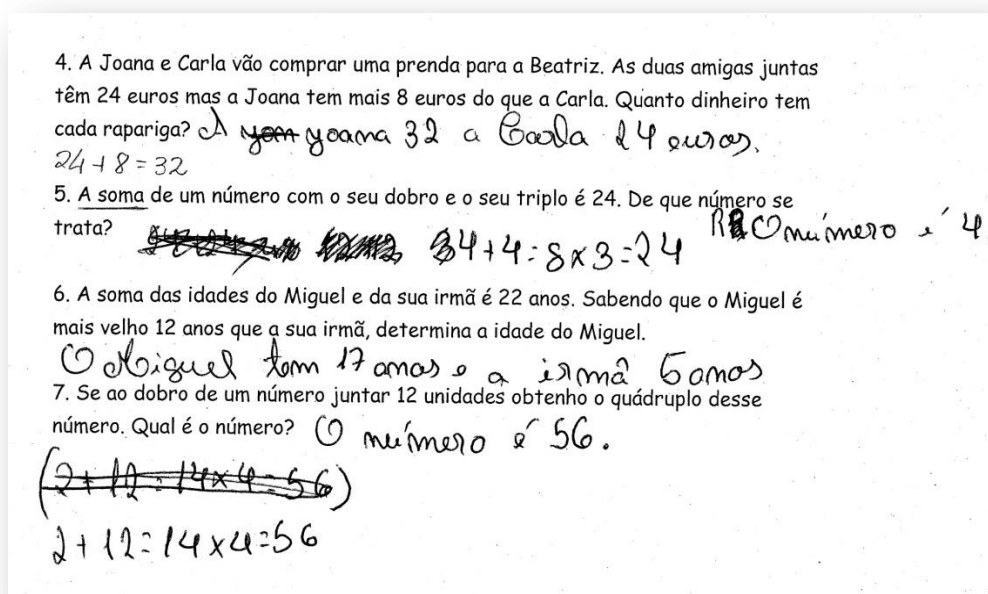 4. A Joana e Carla vão comprar uma prenda para a Beatriz. As duas amigas juntas
têm 24 euros mas a Joana tem mais 8 euros do que a Carla. Quanto dinheiro tem
cada rapariga? A yoana 32 a Carla 24 euros.
24+8=32
5. A soma de um número com o seu dobro e o seu triplo é 24. De que número se
trata? 4+4=8x3=24 R O número é 4
6. A soma das idades do Miguel e da sua irmã é 22 anos. Sabendo que o Miguel é
mais velho 12 anos que a sua irmã, determina a idade do Miguel.
O Miguel tem 17 anos e a irmã 5 anos
7. Se ao dobro de um número juntar 12 unidades obtenho o quádruplo desse
número. Qual é o número? O número é 56.
(2+12=14x4=56)
2+12=14x4=56